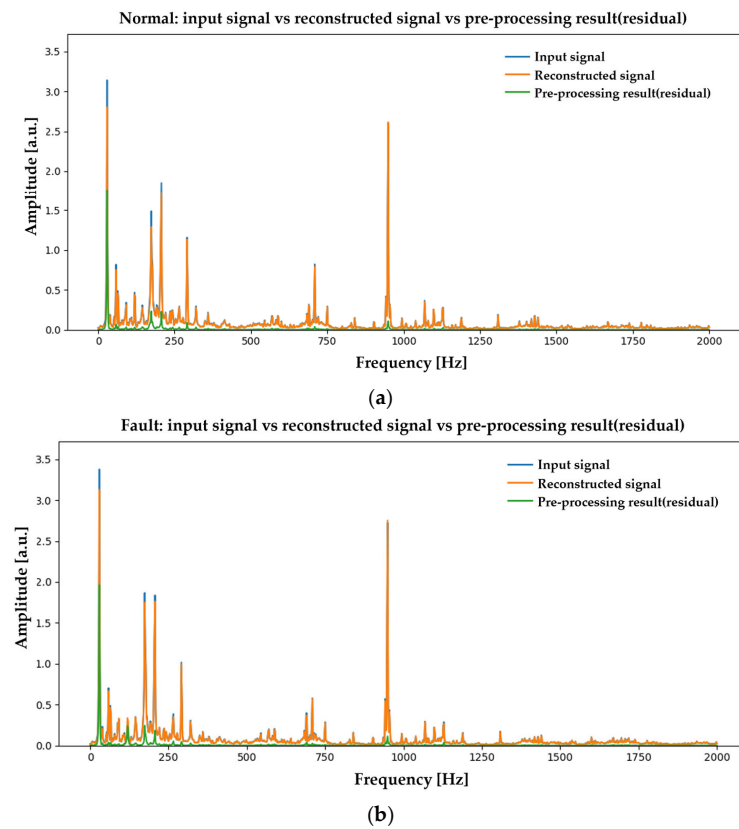 Normal: input signal vs reconstructed signal vs pre-processing result(residual)
3.5
3.0
2.5
2.0
1.5
1.0
0.5
0.0
Amplitude [a.u.]
Input signal
Reconstructed signal
Pre-processing result(residual)
0 250 500 750 1000 1250 1500 1750 2000
Frequency [Hz]
(a)
Fault: input signal vs reconstructed signal vs pre-processing result(residual)
3.5
3.0
2.5
2.0
1.5
1.0
0.5
0.0
Amplitude [a.u.]
Input signal
Reconstructed signal
Pre-processing result(residual)
0 250 500 750 1000 1250 1500 1750 2000
Frequency [Hz]
(b)